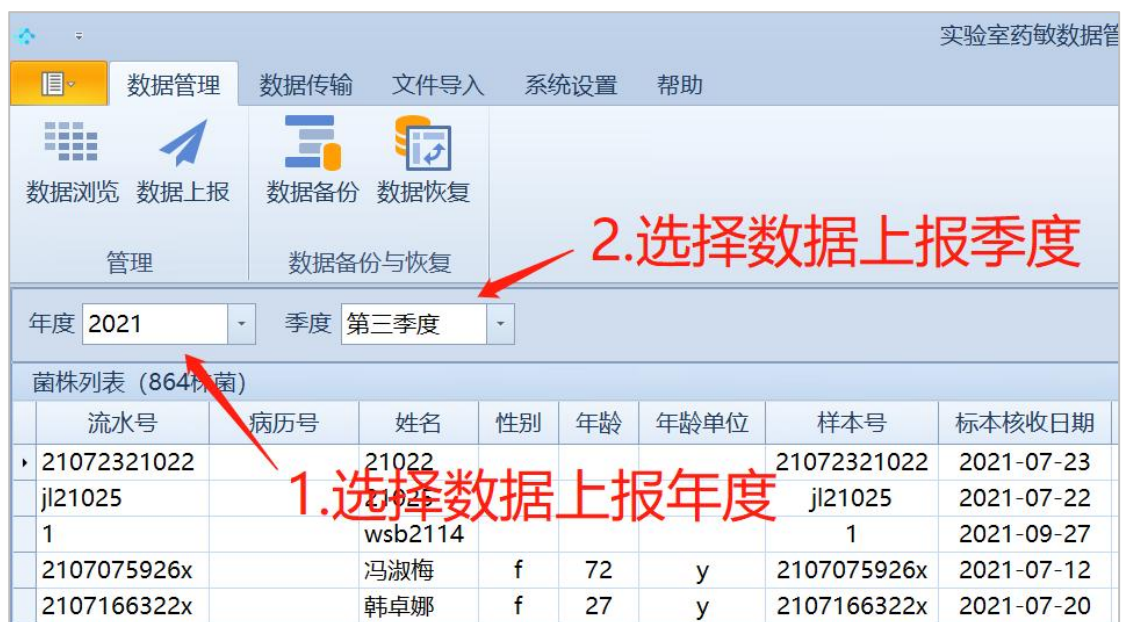 实验室药敏数据管
数据管理 数据传输 文件导入 系统设置 帮助
数据浏览 数据上报 数据备份 数据恢复
管理 数据备份与恢复
2.选择数据上报季度
年度 2021 季度 第三季度
菌株列表（864株菌）
流水号 病历号 姓名 性别 年龄 年龄单位 样本号 标本核收日期
21072321022 21022 21072321022 2021-07-23
1.选择数据上报年度
jl21025 21025 jl21025 2021-07-22
1 wsb2114 1 2021-09-27
2107075926x 冯淑梅 f 72 y 2107075926x 2021-07-12
2107166322x 韩卓娜 f 27 y 2107166322x 2021-07-20